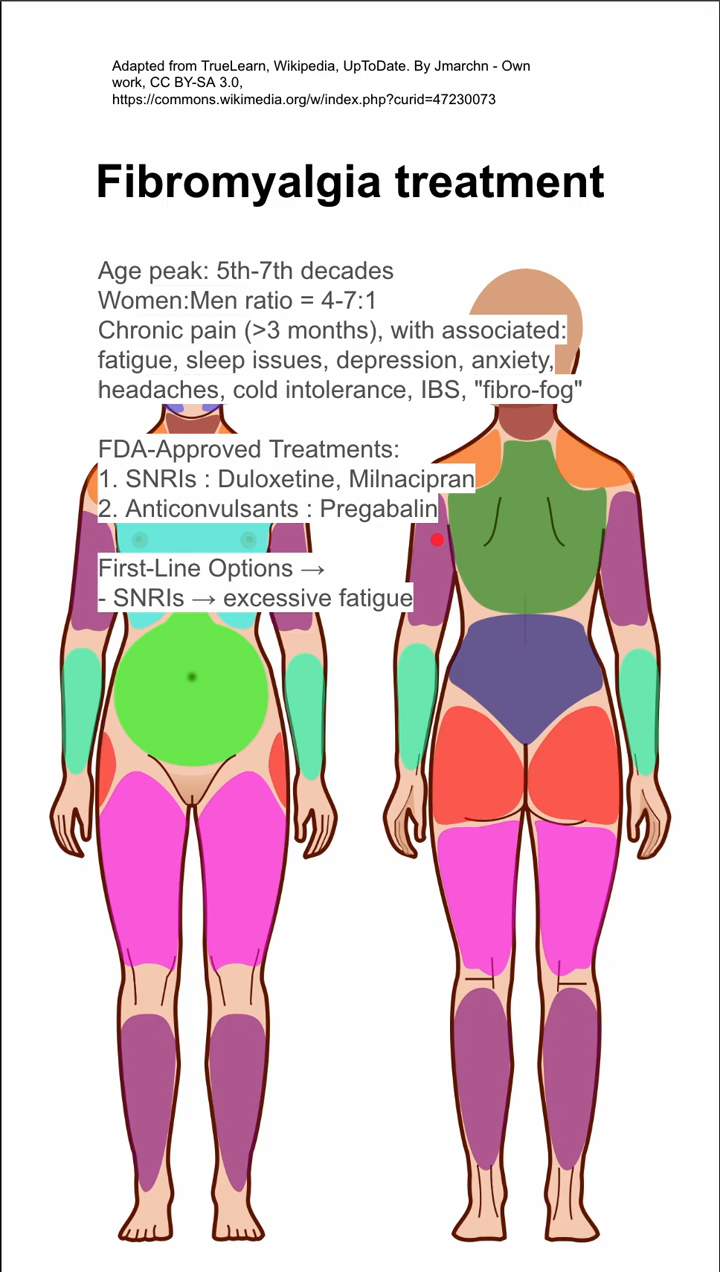 Adapted from TrueLearn, Wikipedia, UpToDate. By Jmarchn - Own
work, CC BY-SA 3.0,
https://commons.wikimedia.org/w/index.php?curid=47230073
Fibromyalgia treatment
Age peak: 5th-7th decades
Women:Men ratio = 4-7:1
Chronic pain (>3 months), with associated:
fatigue, sleep issues, depression, anxiety,
headaches, cold intolerance, IBS, "fibro-fog"
FDA-Approved Treatments:
1. SNRIs : Duloxetine, Milnacipran
2. Anticonvulsants : Pregabalin
First-Line Options →
- SNRIs → excessive fatigue